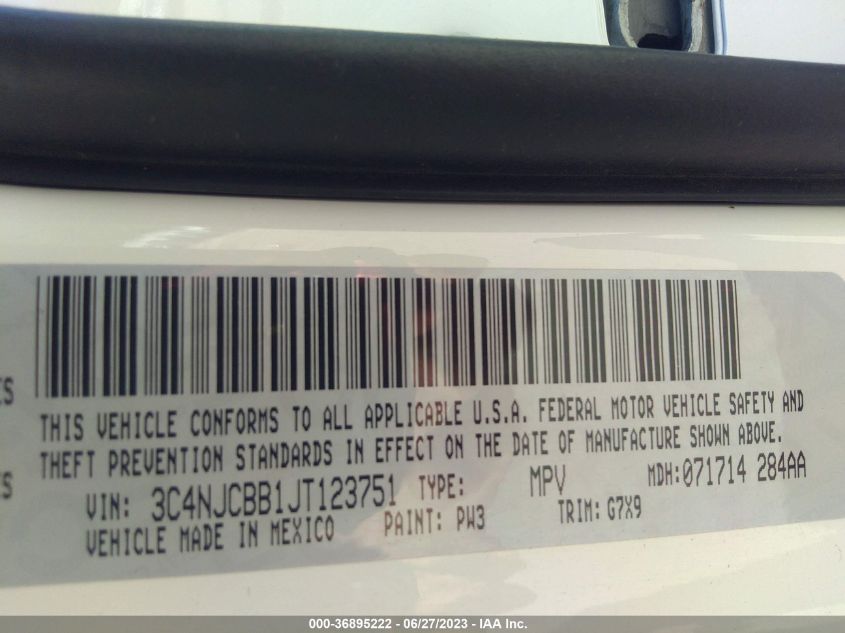 TS
TS
THIS VEHICLE CONFORMS TO ALL APPLICABLE U.S.A. FEDERAL MOTOR VEHICLE SAFETY AND
THEFT PREVENTION STANDARDS IN EFFECT ON THE DATE OF MANUFACTURE SHOWN ABOVE.
VIN: 3C4NJCBB1JT123751 TYPE: MPV MDH:071714 284AA
VEHICLE MADE IN MEXICO PAINT: PW3 TRIM: G7X9
000-36895222 - 06/27/2023 - IAA Inc.